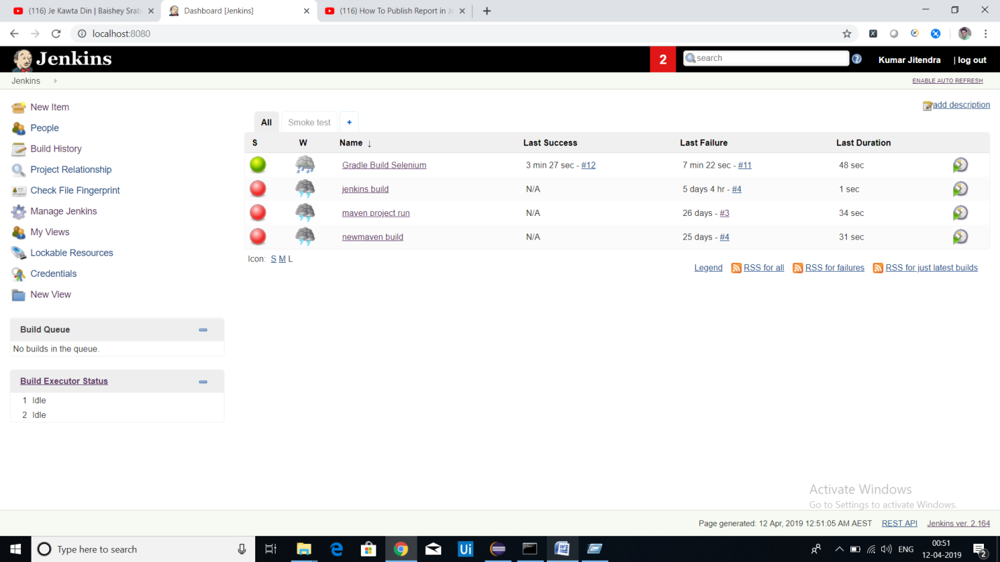 (116) Je Kawta Din | Baishey Srab
Dashboard [Jenkins]
(116) How To Publish Report in Je
localhost:8080
Jenkins
2
search
Kumar Jitendra
| log out
Jenkins
ENABLE AUTO REFRESH
New Item
People
Build History
Project Relationship
Check File Fingerprint
Manage Jenkins
My Views
Lockable Resources
Credentials
New View
Build Queue
No builds in the queue.
Build Executor Status
1 Idle
2 Idle
add description
All Smoke test +
S W Name ↓ Last Success Last Failure Last Duration
Gradle Build Selenium 3 min 27 sec - #12 7 min 22 sec - #11 48 sec
jenkins build N/A 5 days 4 hr - #4 1 sec
maven project run N/A 26 days - #3 34 sec
newmaven build N/A 25 days - #4 31 sec
Icon: S M L
Legend RSS for all RSS for failures RSS for just latest builds
Activate Windows
Go to Settings to activate Windows.
Page generated: 12 Apr, 2019 12:51:05 AM AEST REST API Jenkins ver. 2.164
Type here to search
Ui
ENG
00:51
12-04-2019
2